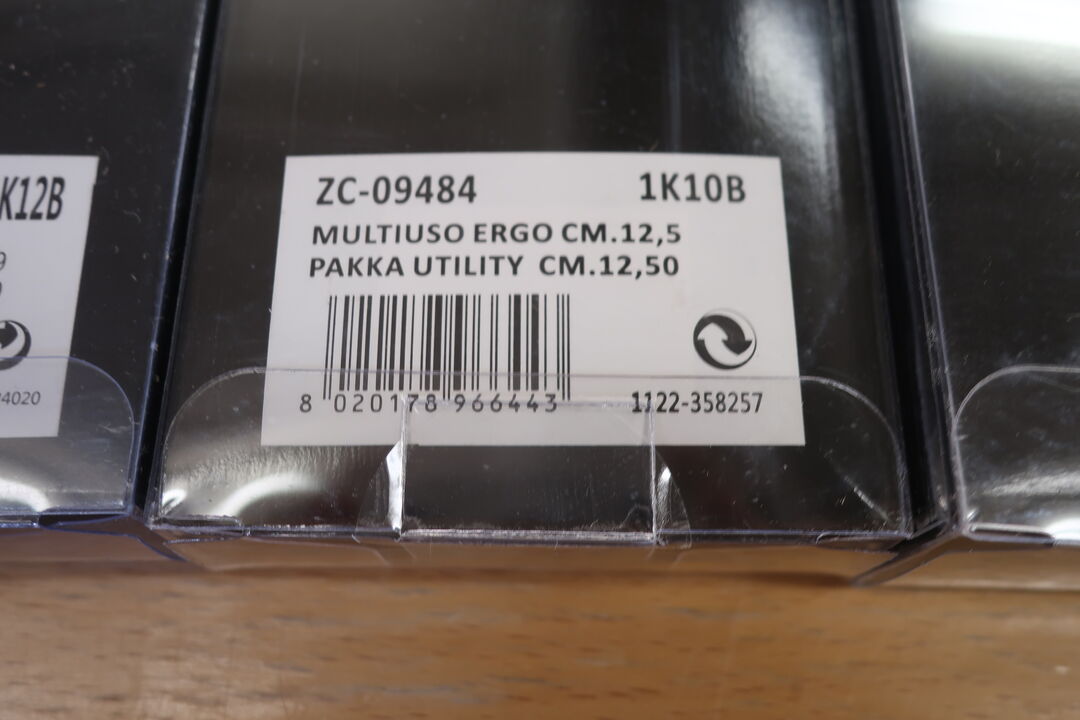 K12B
4020
ZC-09484 1K10B
MULTIUSO ERGO CM.12,5
PAKKA UTILITY CM.12,50
8 020178 966443
1122-358257